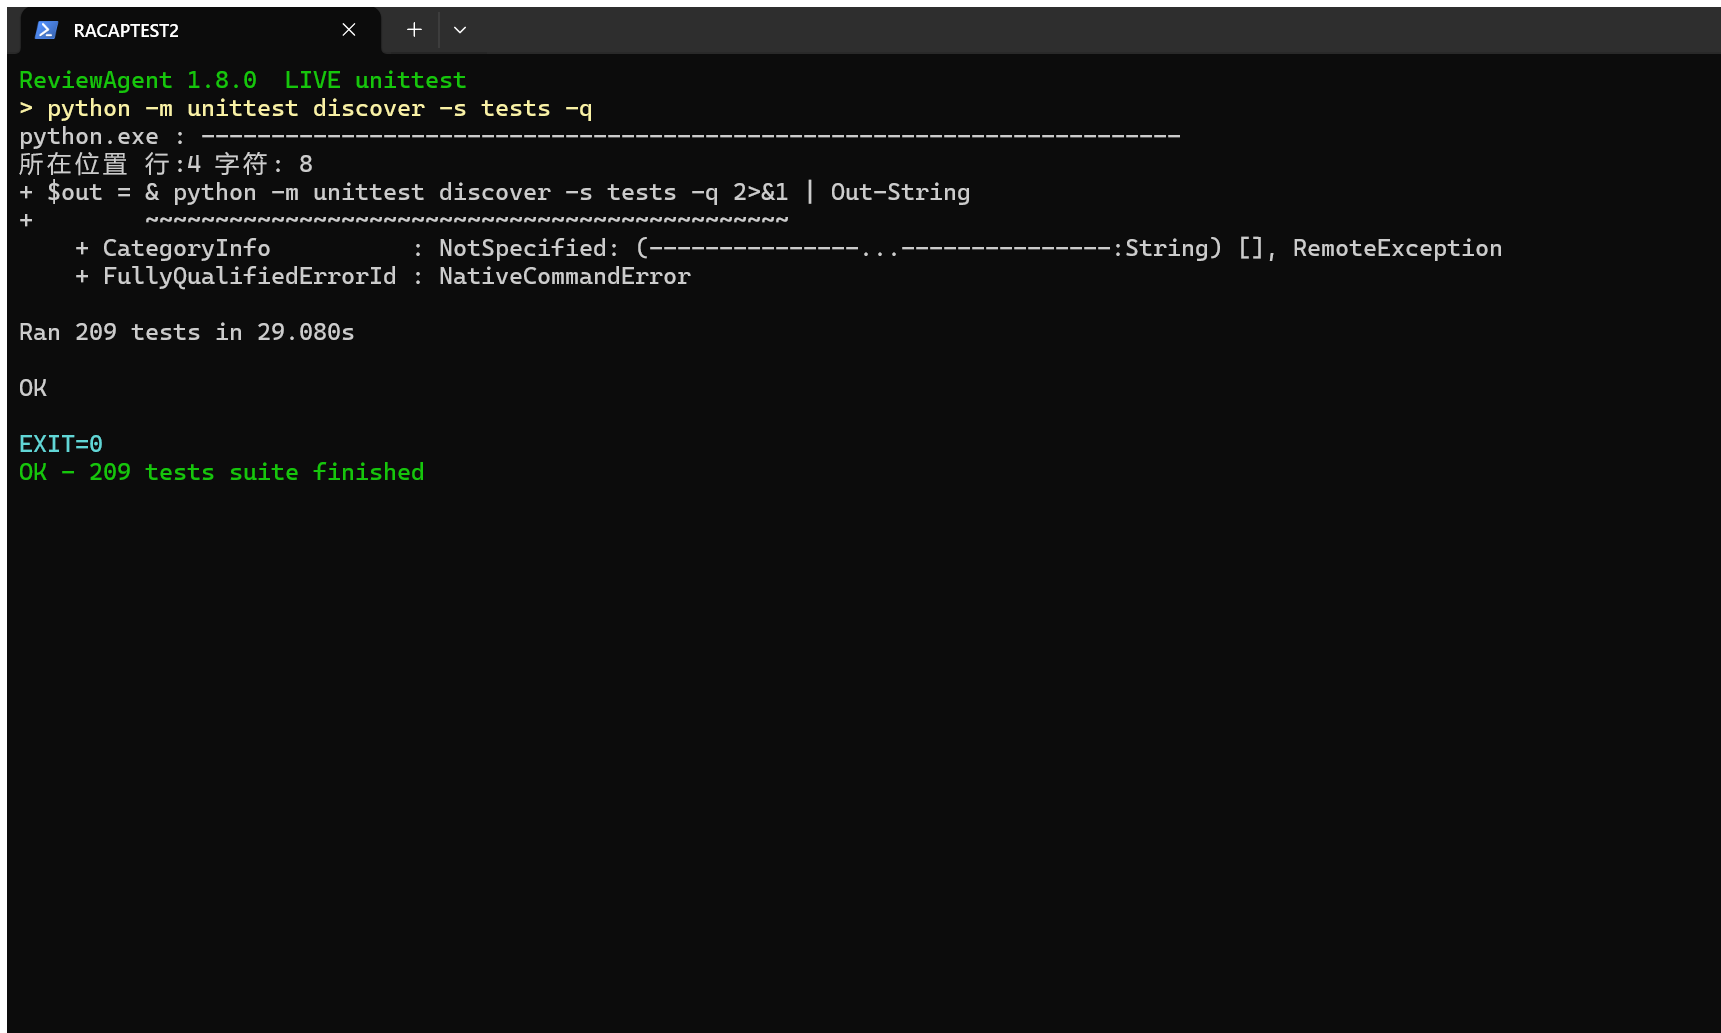 RACAPTEST2
ReviewAgent 1.8.0  LIVE unittest
> python -m unittest discover -s tests -q
python.exe : ----------------------------------------------------------------------
所在位置 行:4 字符: 8
+ $out = & python -m unittest discover -s tests -q 2>&1 | Out-String
+        ~~~~~~~~~~~~~~~~~~~~~~~~~~~~~~~~~~~~~~~~~~~~~~
    + CategoryInfo          : NotSpecified: (---------------...---------------:String) [], RemoteException
    + FullyQualifiedErrorId : NativeCommandError
Ran 209 tests in 29.080s
OK
EXIT=0
OK - 209 tests suite finished